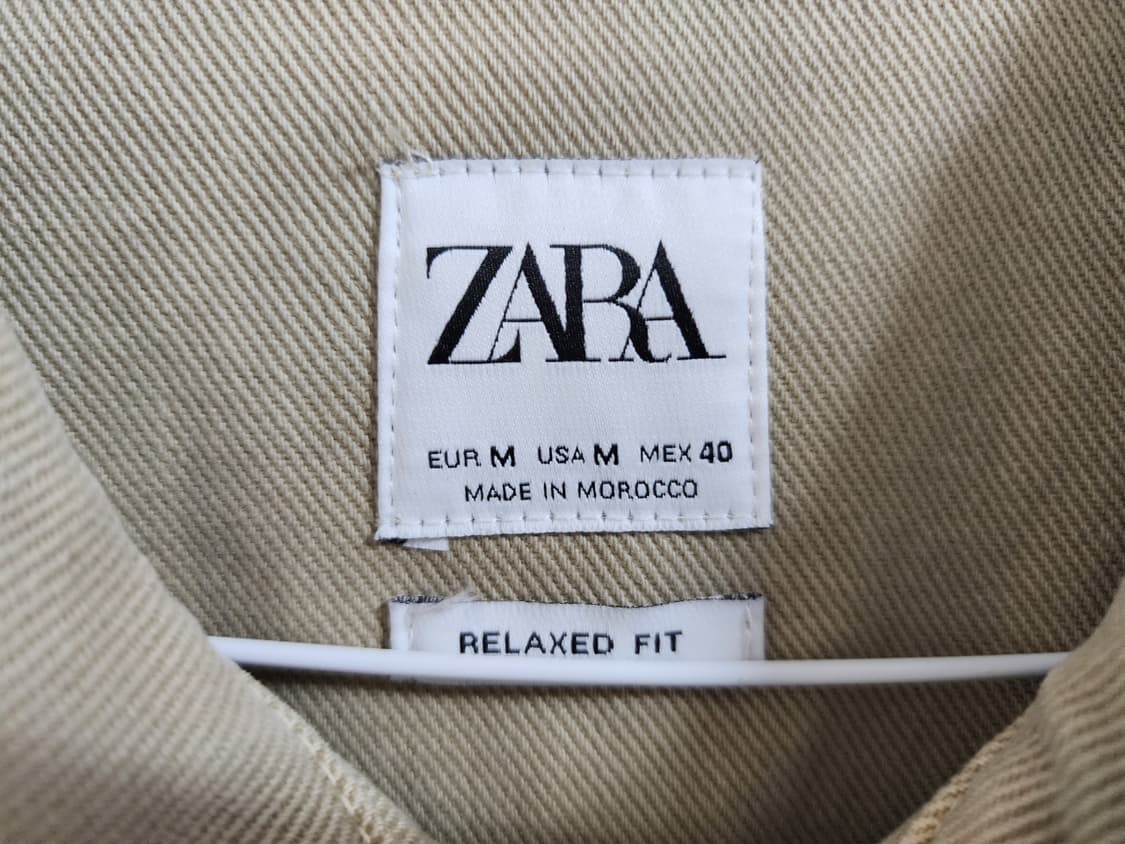 ZARA
EUR M USA M MEX 40
MADE IN MOROCCO
RELAXED FIT